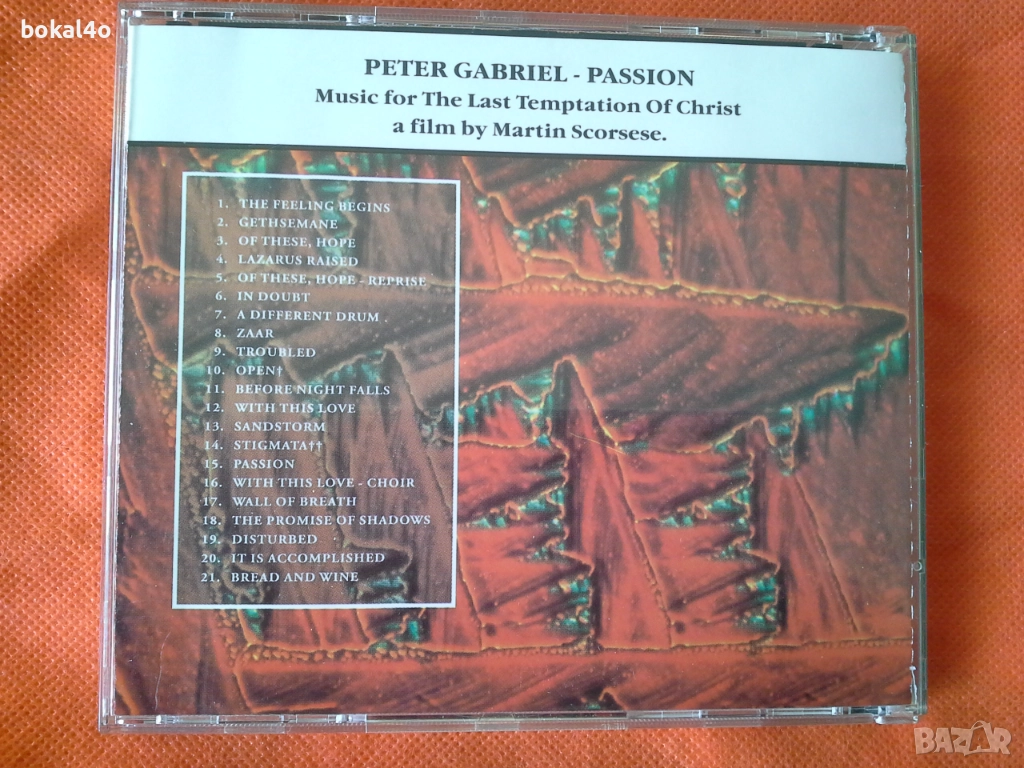 bokal4o
PETER GABRIEL - PASSION
Music for The Last Temptation Of Christ
a film by Martin Scorsese.
1. THE FEELING BEGINS
2. GETHSEMANE
3. OF THESE, HOPE
4. LAZARUS RAISED
5. OF THESE, HOPE - REPRISE
6. IN DOUBT
7. A DIFFERENT DRUM
8. ZAAR
9. TROUBLED
10. OPEN†
11. BEFORE NIGHT FALLS
12. WITH THIS LOVE
13. SANDSTORM
14. STIGMATA††
15. PASSION
16. WITH THIS LOVE - CHOIR
17. WALL OF BREATH
18. THE PROMISE OF SHADOWS
19. DISTURBED
20. IT IS ACCOMPLISHED
21. BREAD AND WINE
BAZAR